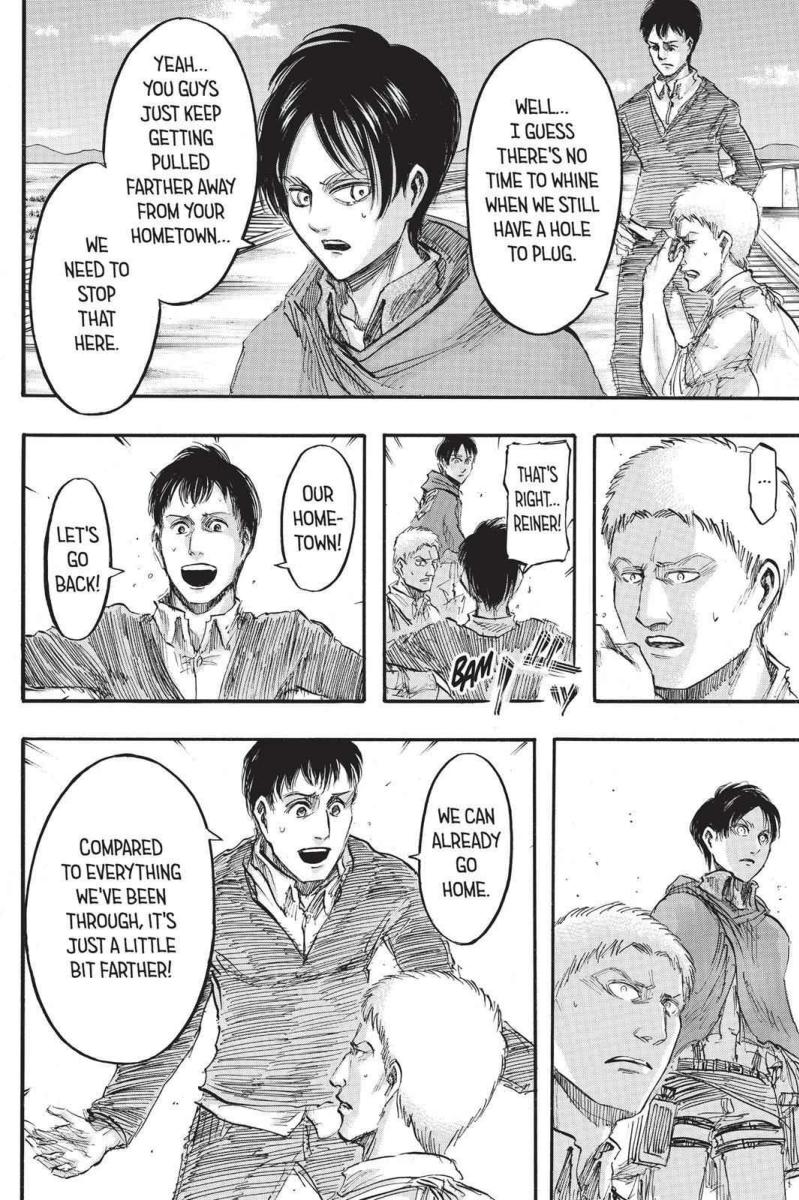 WELL...
I GUESS
THERE'S NO
TIME TO WHINE
WHEN WE STILL
HAVE A HOLE
TO PLUG.
YEAH...
YOU GUYS
JUST KEEP
GETTING
PULLED
FARTHER AWAY
FROM YOUR
HOMETOWN...
WE
NEED TO
STOP
THAT
HERE.
...
THAT'S
RIGHT...
REINER!
BAM
OUR
HOME-
TOWN!
LET'S
GO
BACK!
WE CAN
ALREADY
GO
HOME.
COMPARED
TO EVERYTHING
WE'VE BEEN
THROUGH, IT'S
JUST A LITTLE
BIT FARTHER!